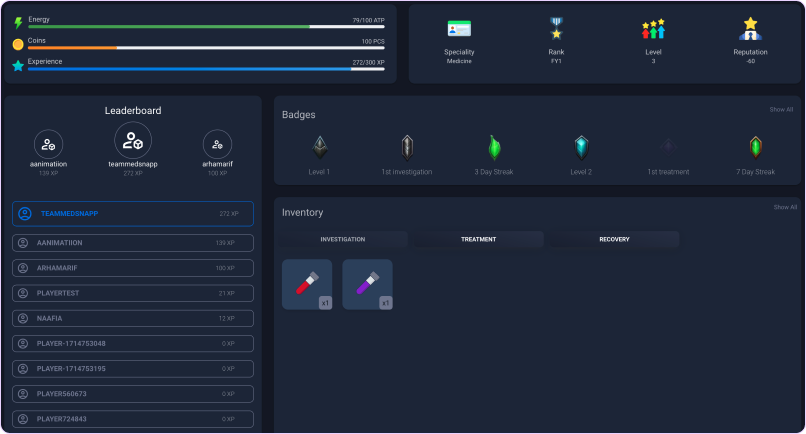 Energy
79/100 ATP
Coins
100 PCS
Experience
272/300 XP
Speciality
Medicine
Rank
FY1
Level
3
Reputation
-60
Leaderboard
aanimatiion
139 XP
teammedsnapp
272 XP
arhamarif
100 XP
TEAMMEDSNAPP
272 XP
AANIMATIION
139 XP
ARHAMARIF
100 XP
PLAYERTEST
21 XP
NAAFIA
12 XP
PLAYER-1714753048
0 XP
PLAYER-1714753195
0 XP
PLAYER560673
0 XP
PLAYER724843
0 XP
Badges
Show All
Level 1
1st investigation
3 Day Streak
Level 2
1st treatment
7 Day Streak
Inventory
Show All
INVESTIGATION
TREATMENT
RECOVERY
x1
x1